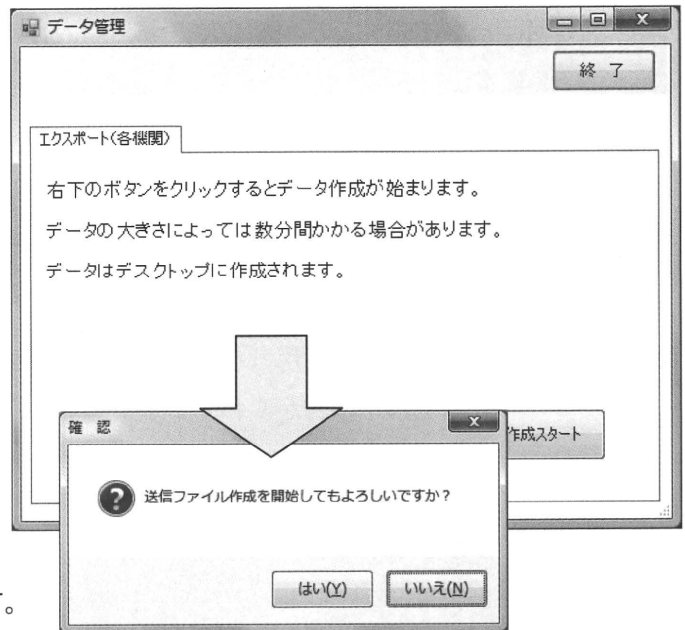 データ管理
終 了
エクスポート(各機関)
右下のボタンをクリックするとデータ作成が始まります。
データの大きさによっては数分間かかる場合があります。
データはデスクトップに作成されます。
作成スタート
確 認
送信ファイル作成を開始してもよろしいですか?
はい(Y)
いいえ(N)
。